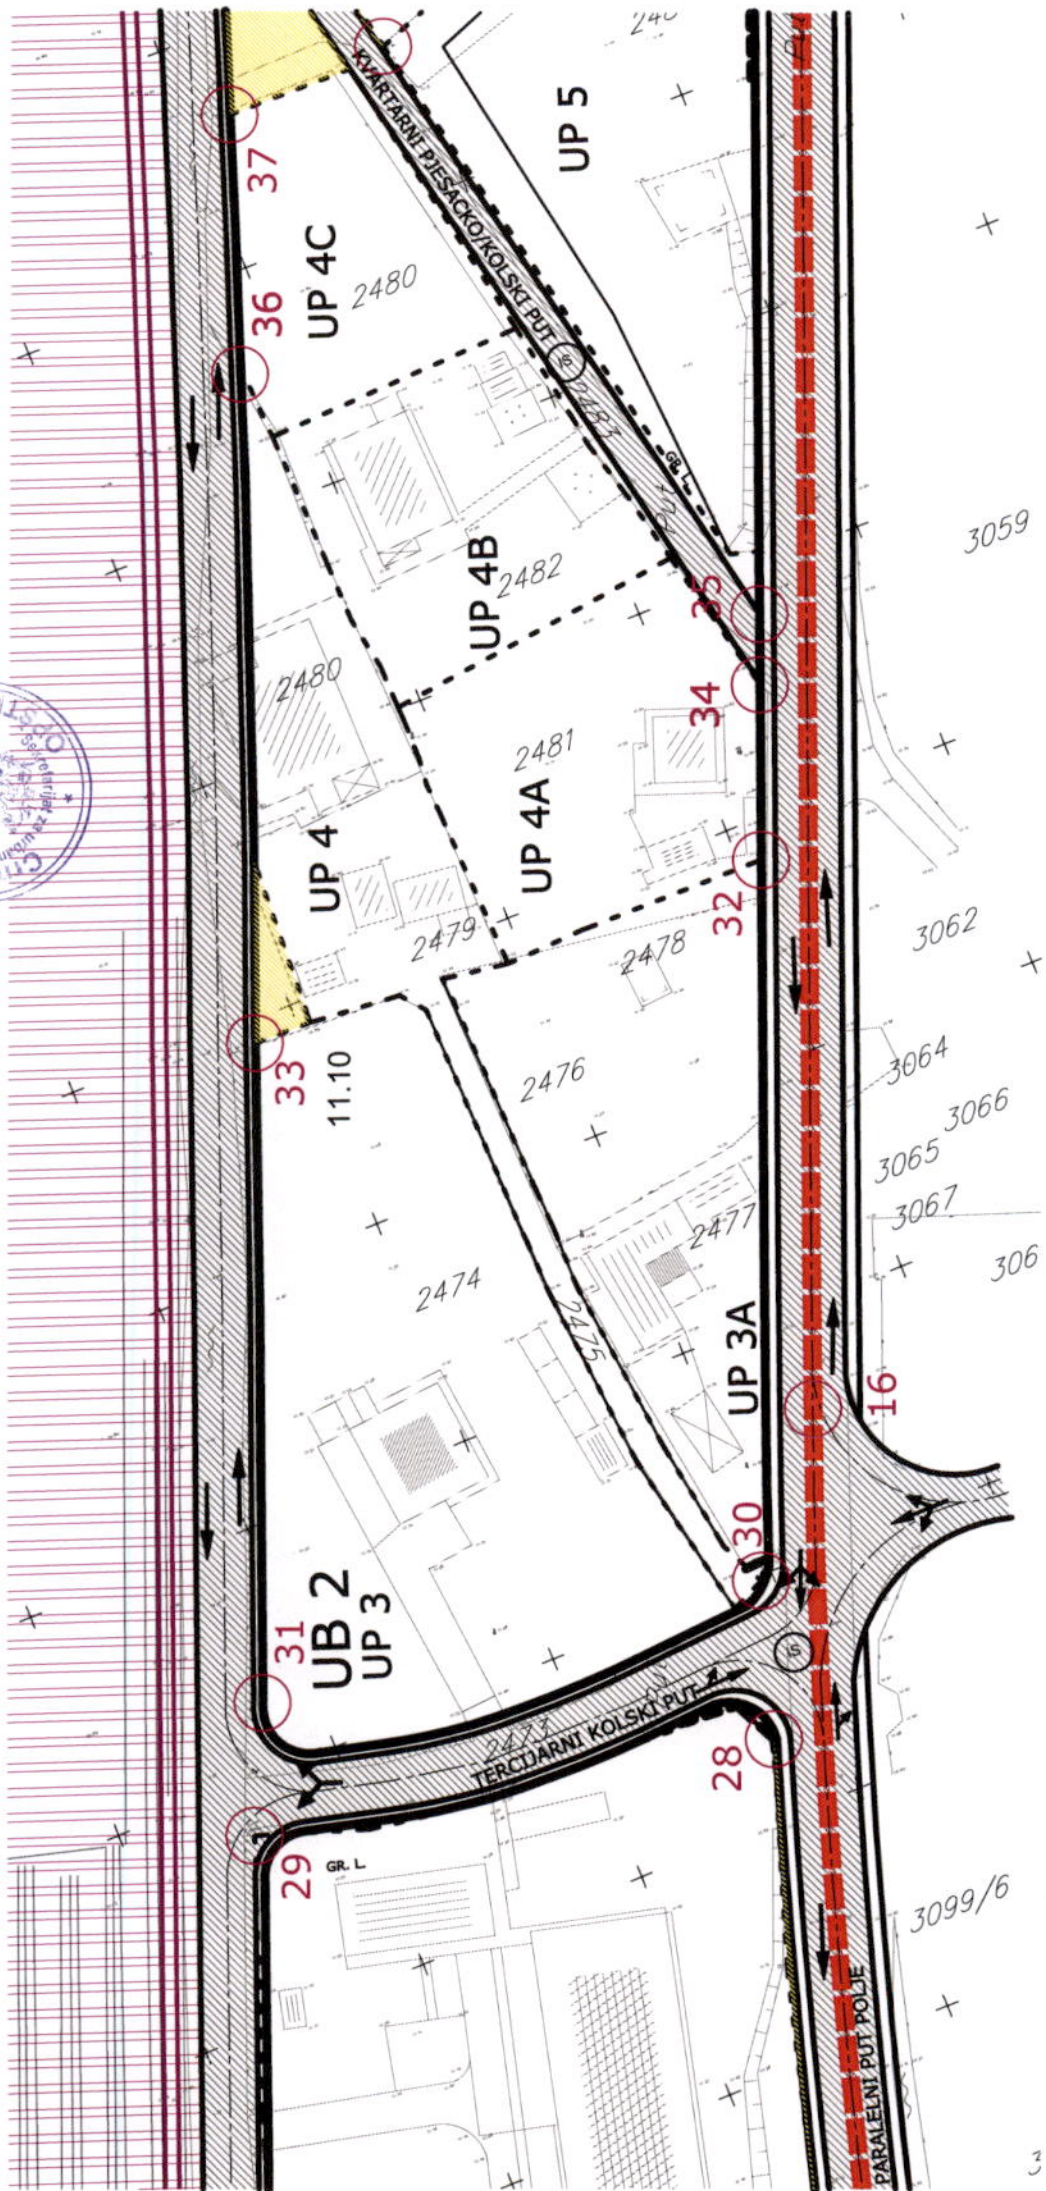 37
UP 4C
2480
36
KVARTARNI PJEŠAČKO/KOLSKI PUT
IS
2483
PUT
GR. L.
UP 5
UP 4B
2482
35
34
3059
2480
UP 4
2479
2481
UP 4A
32
2478
3062
33
11.10
2476
3064
3066
3065
3067
306
2474
2475
2477
UP 3A
16
30
31
UB 2
UP 3
IS
2473
TERCIJARNI KOLSKI PUT
28
29
GR. L.
3099/6
PARALELNI PUT POLJE